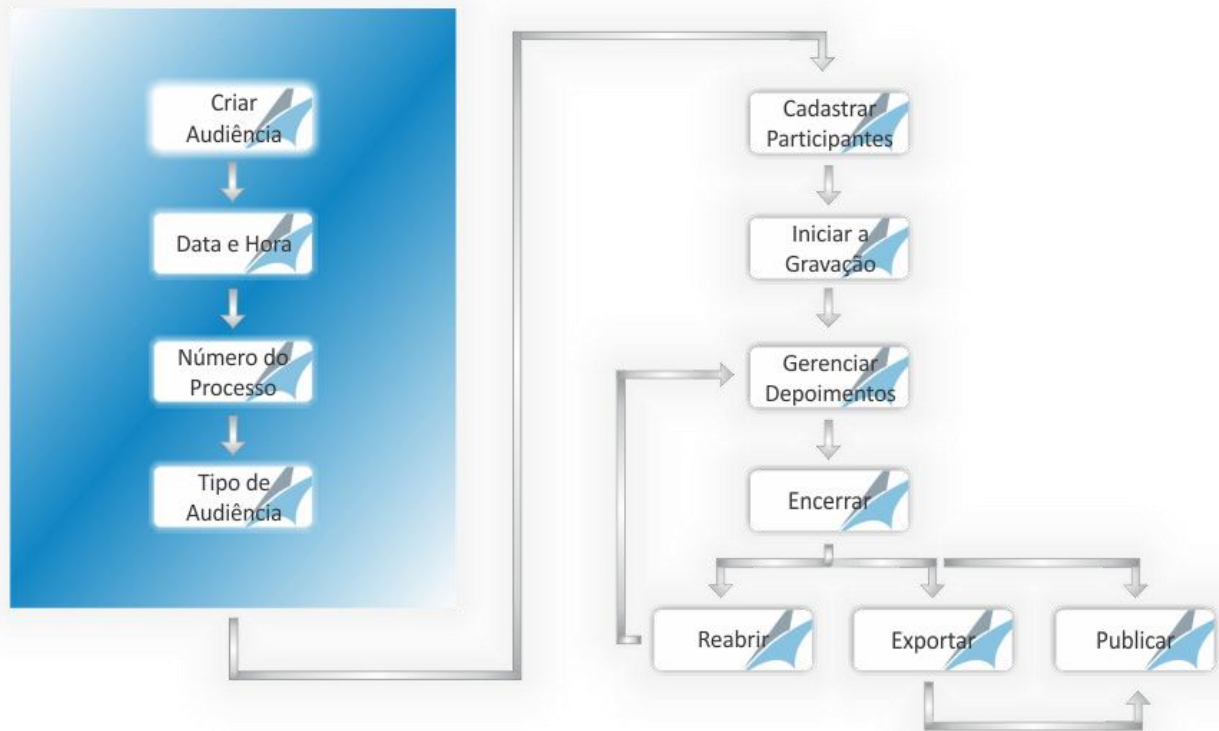 Criar
Audiência
Data e Hora
Número do
Processo
Tipo de
Audiência
Cadastrar
Participantes
Iniciar a
Gravação
Gerenciar
Depoimentos
Encerrar
Reabrir
Exportar
Publicar